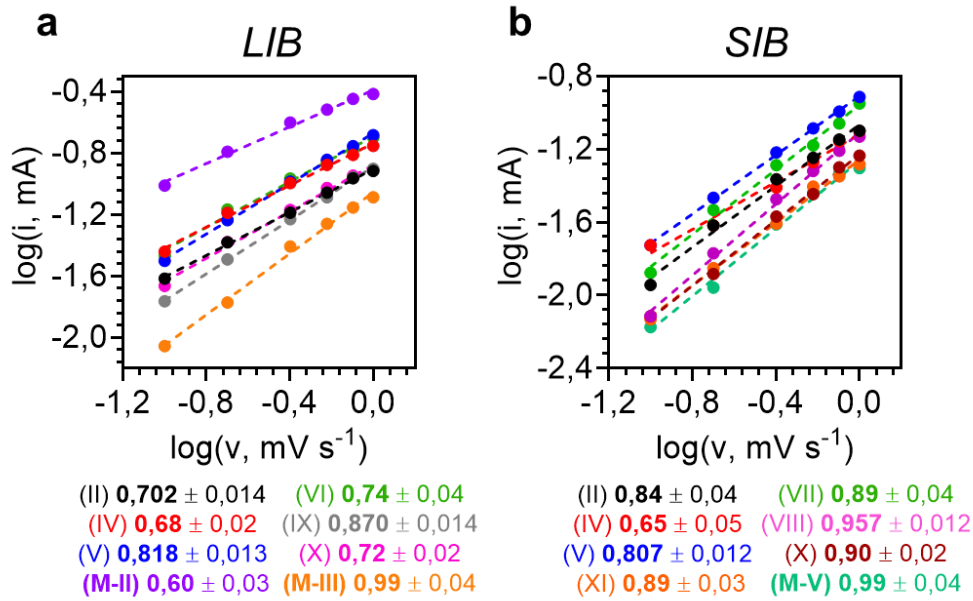 a
LIB
log(i, mA)
-0,4
-0,8
-1,2
-1,6
-2,0
-1,2 -0,8 -0,4 0,0
log(v, mV s⁻¹)
(II) 0,702 ± 0,014 (VI) 0,74 ± 0,04
(IV) 0,68 ± 0,02 (IX) 0,870 ± 0,014
(V) 0,818 ± 0,013 (X) 0,72 ± 0,02
(M-II) 0,60 ± 0,03 (M-III) 0,99 ± 0,04
b
SIB
log(i, mA)
-0,8
-1,2
-1,6
-2,0
-2,4
-1,2 -0,8 -0,4 0,0
log(v, mV s⁻¹)
(II) 0,84 ± 0,04 (VII) 0,89 ± 0,04
(IV) 0,65 ± 0,05 (VIII) 0,957 ± 0,012
(V) 0,807 ± 0,012 (X) 0,90 ± 0,02
(XI) 0,89 ± 0,03 (M-V) 0,99 ± 0,04